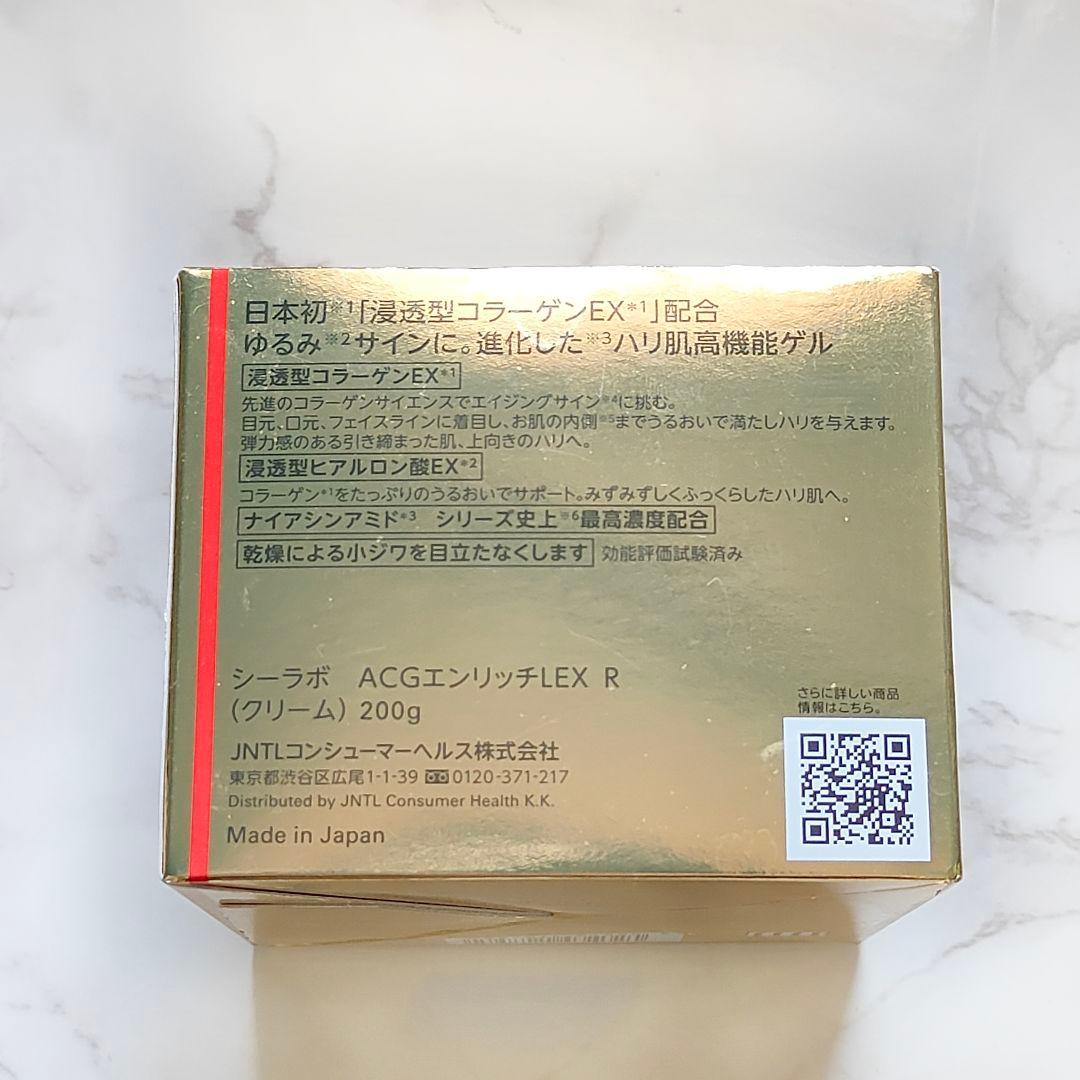 日本初※1「浸透型コラーゲンEX*1」配合
ゆるみ※2サインに。進化した※3ハリ肌高機能ゲル
浸透型コラーゲンEX*1
先進のコラーゲンサイエンスでエイジングサイン※4に挑む。
目元、口元、フェイスラインに着目し、お肌の内側※5までうるおいで満たしハリを与えます。
弾力感のある引き締まった肌、上向きのハリへ。
浸透型ヒアルロン酸EX*2
コラーゲン*1をたっぷりのうるおいでサポート。みずみずしくふっくらしたハリ肌へ。
ナイアシンアミド*3 シリーズ史上※6最高濃度配合
乾燥による小ジワを目立たなくします 効能評価試験済み
シーラボ ACGエンリッチLEX R
(クリーム) 200g
さらに詳しい商品
情報はこちら。
JNTLコンシューマーヘルス株式会社
東京都渋谷区広尾1-1-39 0120-371-217
Distributed by JNTL Consumer Health K.K.
Made in Japan